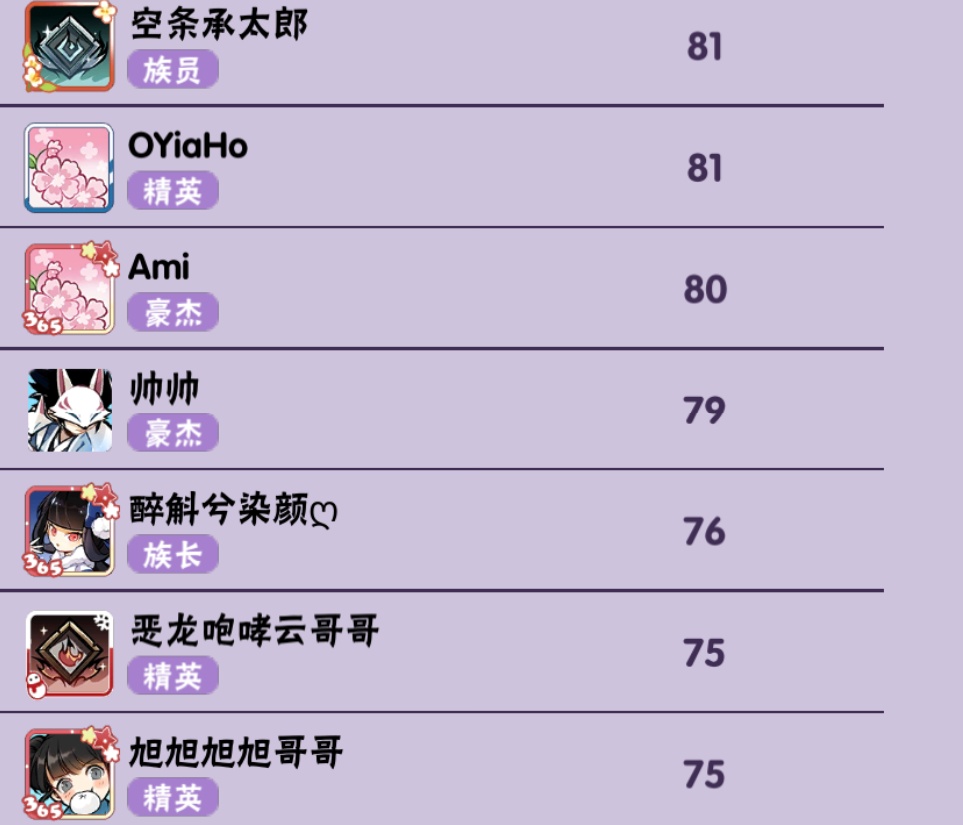 空条承太郎
族员
81
OYiaHo
精英
81
365
Ami
豪杰
80
帅帅
豪杰
79
365
醉斛兮染颜ღ
族长
76
恶龙咆哮云哥哥
精英
75
365
旭旭旭旭哥哥
精英
75